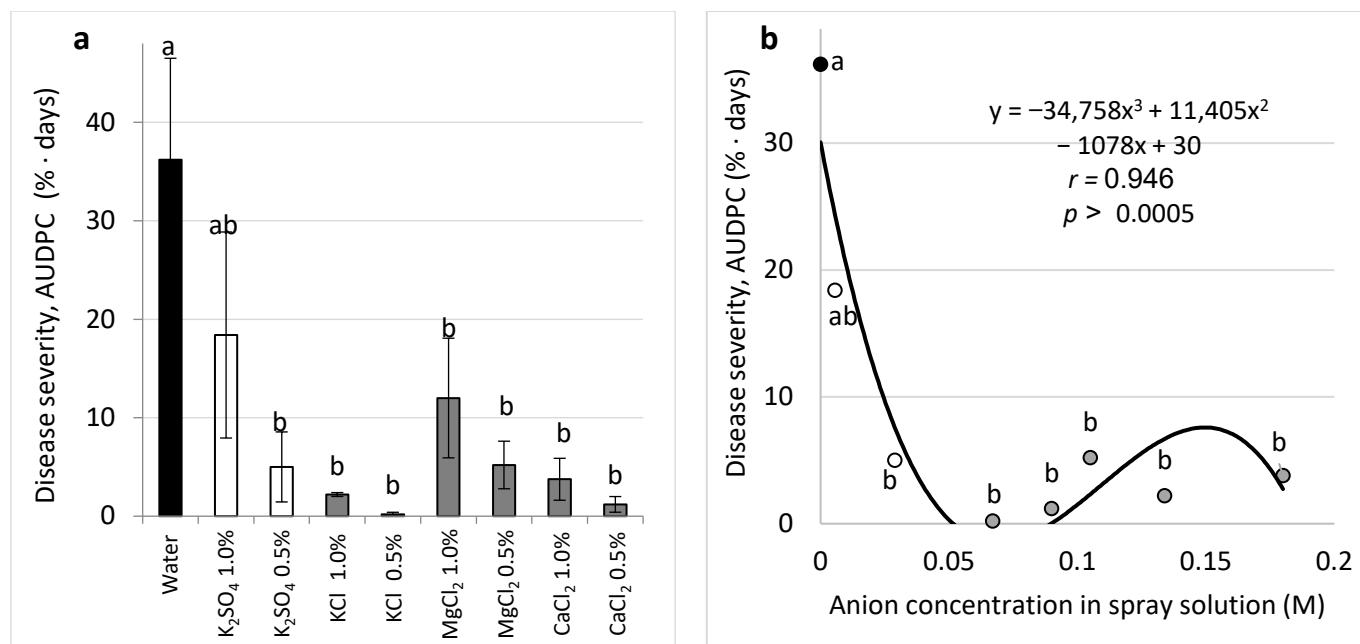 a
Disease severity, AUDPC (% · days)
40
30
20
10
0
a
ab
b
b
b
b
b
b
b
Water
K₂SO₄ 1.0%
K₂SO₄ 0.5%
KCl 1.0%
KCl 0.5%
MgCl₂ 1.0%
MgCl₂ 0.5%
CaCl₂ 1.0%
CaCl₂ 0.5%
b
Disease severity, AUDPC (% · days)
30
20
10
0
a
ab
b
b
b
b
b
b
y = −34,758x³ + 11,405x²
− 1078x + 30
r = 0.946
p > 0.0005
0
0.05
0.1
0.15
0.2
Anion concentration in spray solution (M)